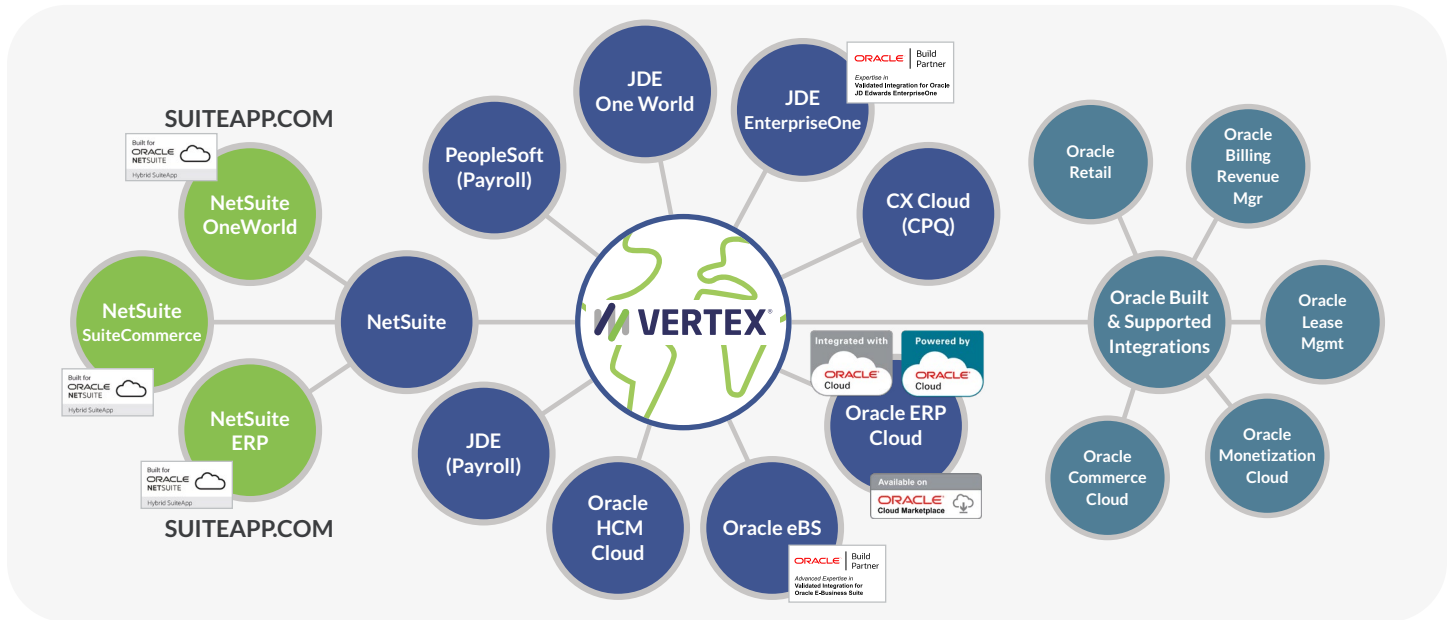 SUITEAPP.COM
Built for
ORACLE
NETSUITE
Hybrid SuiteApp
NetSuite
OneWorld
NetSuite
SuiteCommerce
Built for
ORACLE
NETSUITE
Hybrid SuiteApp
NetSuite
ERP
Built for
ORACLE
NETSUITE
Hybrid SuiteApp
SUITEAPP.COM
NetSuite
PeopleSoft
(Payroll)
JDE
One World
JDE
EnterpriseOne
ORACLE
Build
Partner
Expertise in
Validated Integration for Oracle
JD Edwards EnterpriseOne
CX Cloud
(CPQ)
VERTEX®
JDE
(Payroll)
Oracle
HCM
Cloud
Oracle eBS
ORACLE
Build
Partner
Advanced Expertise in
Validated Integration for
Oracle E-Business Suite
Integrated with
ORACLE®
Cloud
Powered by
ORACLE®
Cloud
Oracle ERP
Cloud
Available on
ORACLE®
Cloud Marketplace
Oracle Built
& Supported
Integrations
Oracle
Retail
Oracle
Billing
Revenue
Mgr
Oracle
Lease
Mgmt
Oracle
Monetization
Cloud
Oracle
Commerce
Cloud